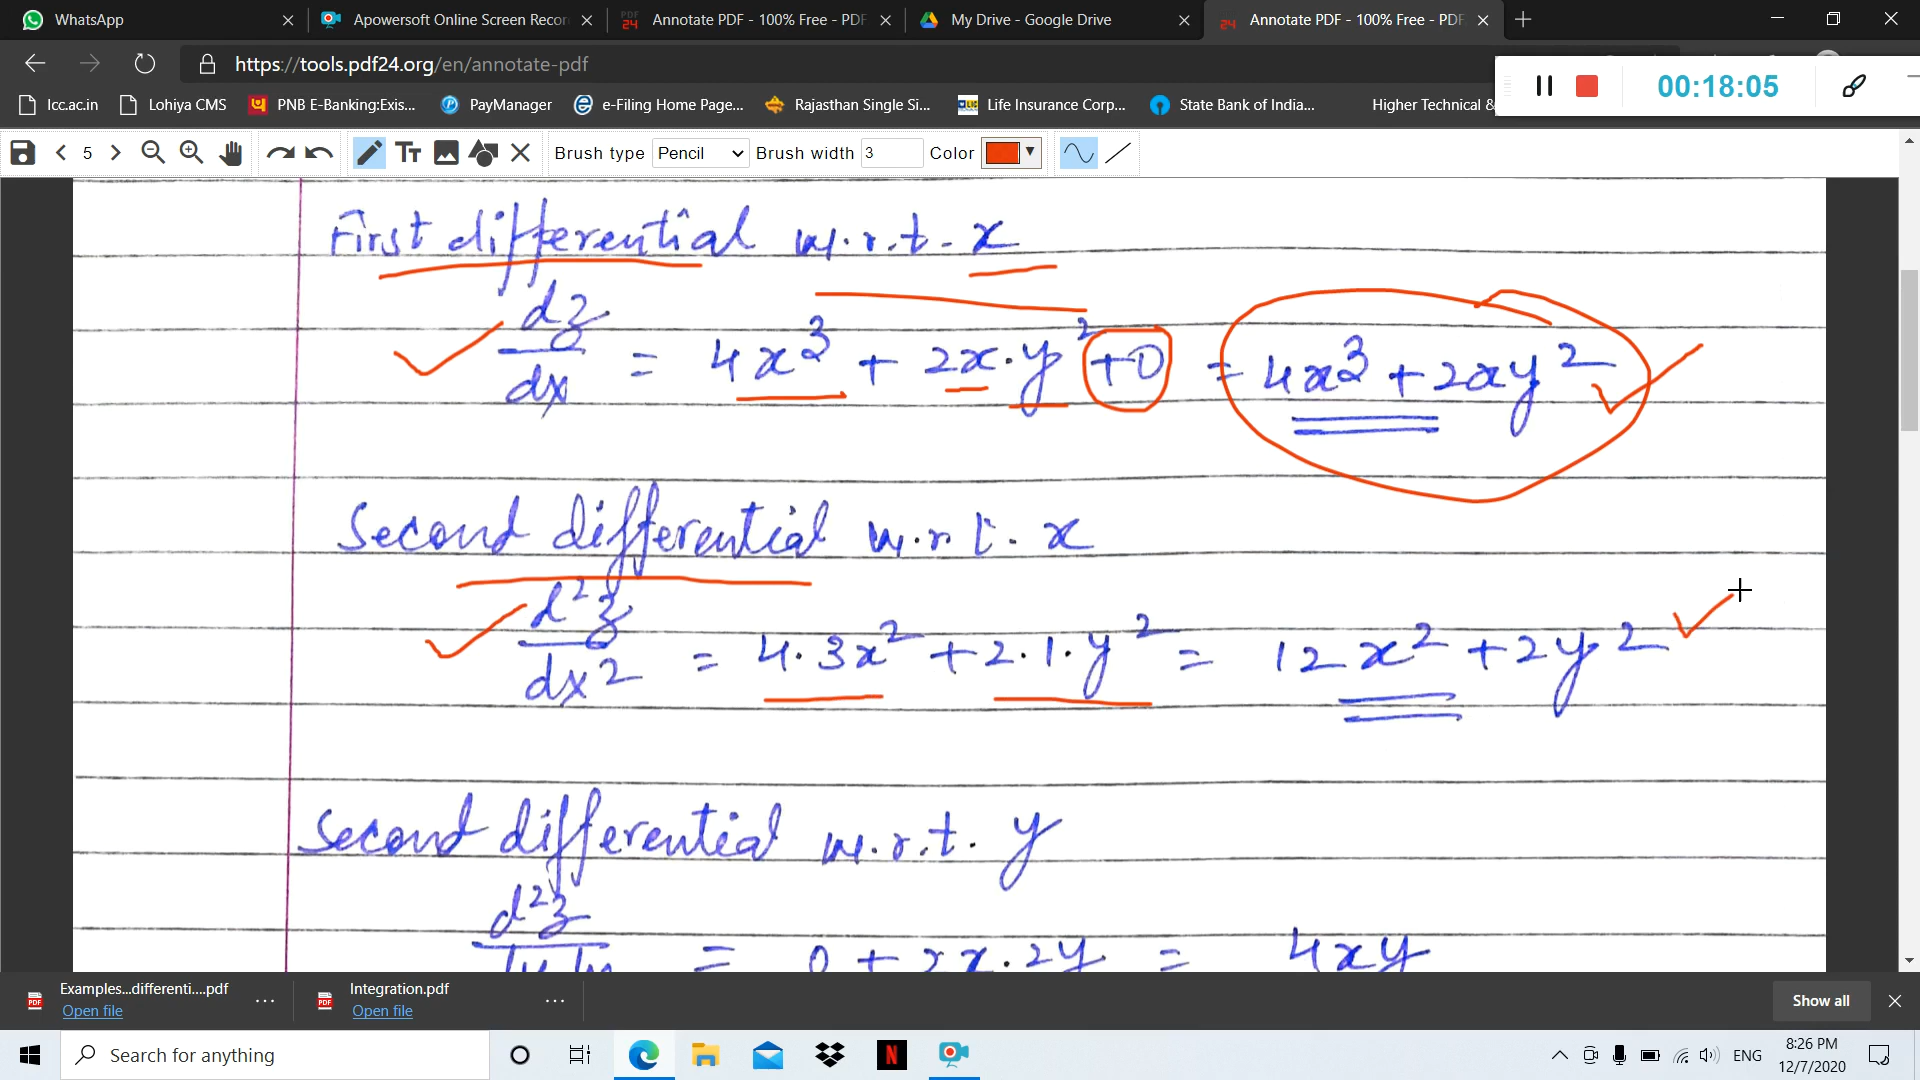 WhatsApp
Apowersoft Online Screen Recor
Annotate PDF - 100% Free - PDF
My Drive - Google Drive
Annotate PDF - 100% Free - PDF
https://tools.pdf24.org/en/annotate-pdf
00:18:05
lcc.ac.in
Lohiya CMS
PNB E-Banking:Exis...
PayManager
e-Filing Home Page...
Rajasthan Single Si...
Life Insurance Corp...
State Bank of India...
Higher Technical &
5
Brush type Pencil Brush width 3 Color
First differential w.r.t. x
dz/dx = 4x³ + 2x·y² +0 = 4x³ + 2xy²
Second differential w.r.t. x
d²z/dx2 = 4·3x² + 2·1·y² = 12x² + 2y2
Second differential w.r.t. y
d²z = 0 + 2x·2y = 4xy
Examples...differenti....pdf
Open file
Integration.pdf
Open file
Show all
Search for anything
ENG
8:26 PM
12/7/2020